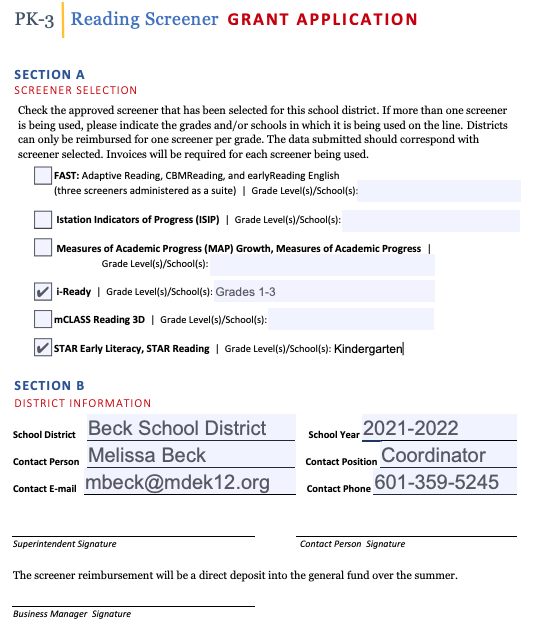 PK-3 Reading Screener GRANT APPLICATION
SECTION A
SCREENER SELECTION
Check the approved screener that has been selected for this school district. If more than one screener
is being used, please indicate the grades and/or schools in which it is being used on the line. Districts
can only be reimbursed for one screener per grade. The data submitted should correspond with
screener selected. Invoices will be required for each screener being used.
FAST: Adaptive Reading, CBMReading, and earlyReading English
(three screeners administered as a suite) | Grade Level(s)/School(s):
Istation Indicators of Progress (ISIP) | Grade Level(s)/School(s):
Measures of Academic Progress (MAP) Growth, Measures of Academic Progress |
Grade Level(s)/School(s):
✔ i-Ready | Grade Level(s)/School(s): Grades 1-3
mCLASS Reading 3D | Grade Level(s)/School(s):
✔ STAR Early Literacy, STAR Reading | Grade Level(s)/School(s): Kindergarten
SECTION B
DISTRICT INFORMATION
School District Beck School District School Year 2021-2022
Contact Person Melissa Beck Contact Position Coordinator
Contact E-mail mbeck@mdek12.org Contact Phone 601-359-5245
Superintendent Signature Contact Person Signature
The screener reimbursement will be a direct deposit into the general fund over the summer.
Business Manager Signature